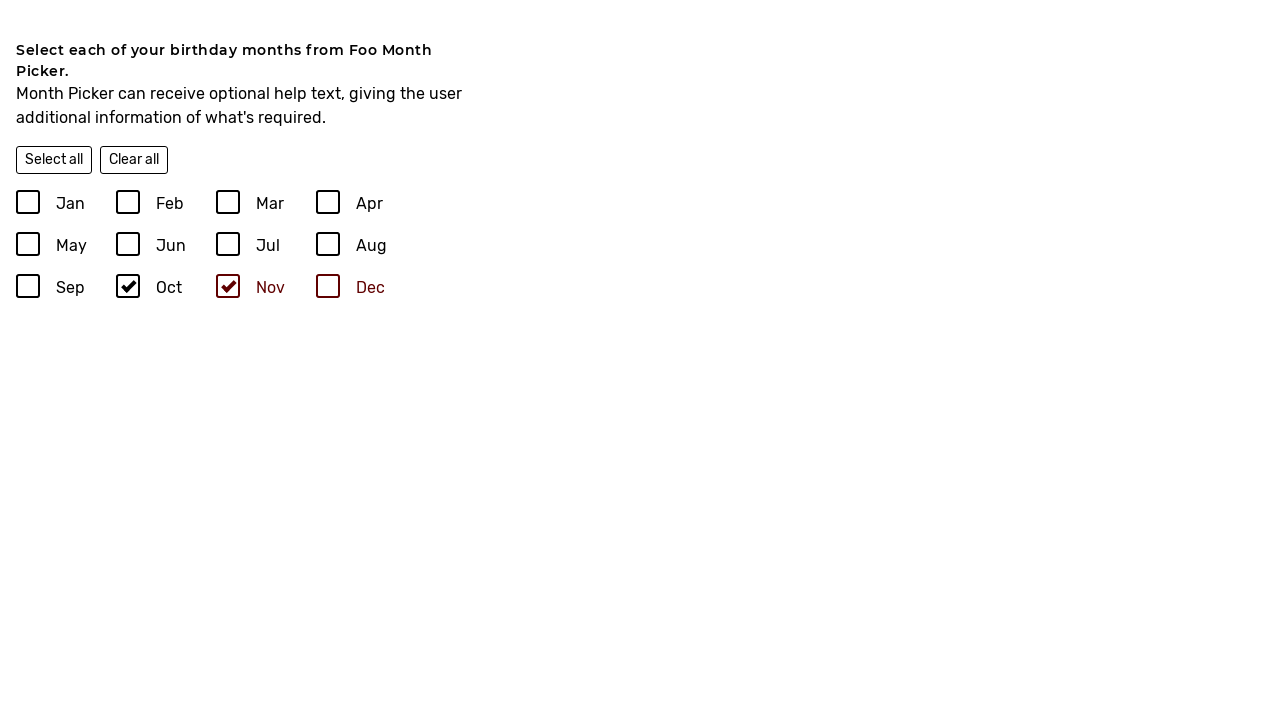 Select each of your birthday months from Foo Month
Picker.
Month Picker can receive optional help text, giving the user
additional information of what's required.
Select all Clear all
Jan Feb Mar Apr
May Jun Jul Aug
Sep Oct Nov Dec